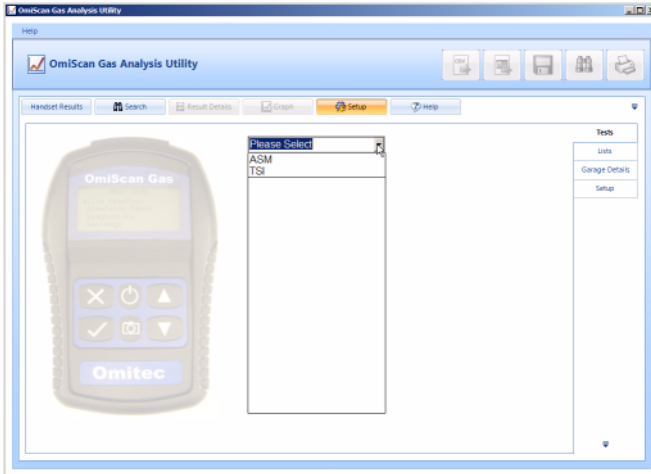 OmiScan Gas Analysis Utility
Help
OmiScan Gas Analysis Utility
CSV
Handset Results Search Result Details Graph Setup Help
Tests
Lists
Garage Details
Setup
Please Select
ASM
TSI
OmiScan Gas
Omitec